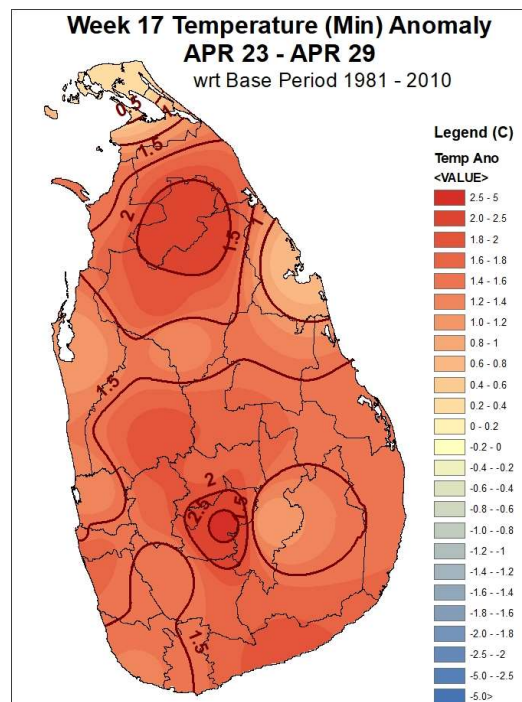 Week 17 Temperature (Min) Anomaly
APR 23 - APR 29
wrt Base Period 1981 - 2010
0.5
1
1.5
2
1.5
1
1.5
2
2.5
1.5
Legend (C)
Temp Ano
<VALUE>
2.5 - 5
2.0 - 2.5
1.8 - 2
1.6 - 1.8
1.4 - 1.6
1.2 - 1.4
1.0 - 1.2
0.8 - 1
0.6 - 0.8
0.4 - 0.6
0.2 - 0.4
0 - 0.2
-0.2 - 0
-0.4 - -0.2
-0.6 - -0.4
-0.8 - -0.6
-1.0 - -0.8
-1.2 - -1
-1.4 - -1.2
-1.6 - -1.4
-1.8 - -1.6
-2.0 - -1.8
-2.5 - -2
-5.0 - -2.5
-5.0>